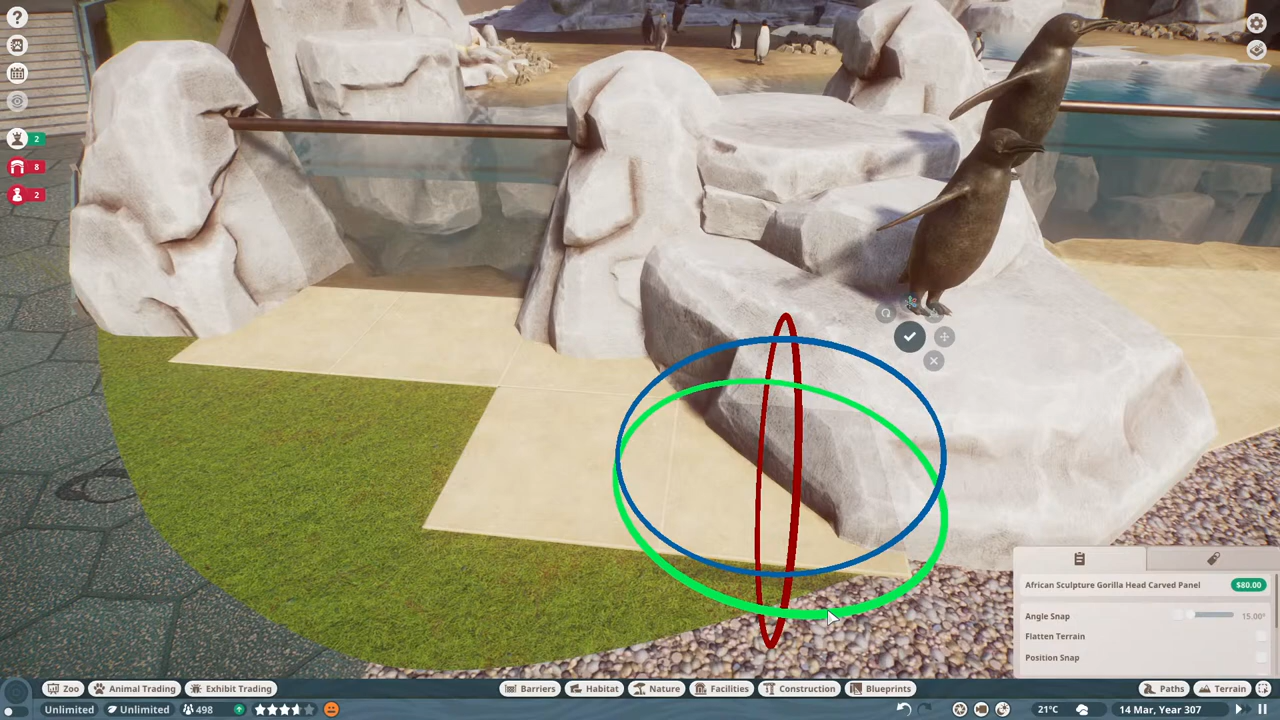 ?
2
8
2
African Sculpture Gorilla Head Carved Panel $80.00
Angle Snap 15.00°
Flatten Terrain
Position Snap
Zoo Animal Trading Exhibit Trading Barriers Habitat Nature Facilities Construction Blueprints Paths Terrain
Unlimited Unlimited 498 21°C 14 Mar, Year 307